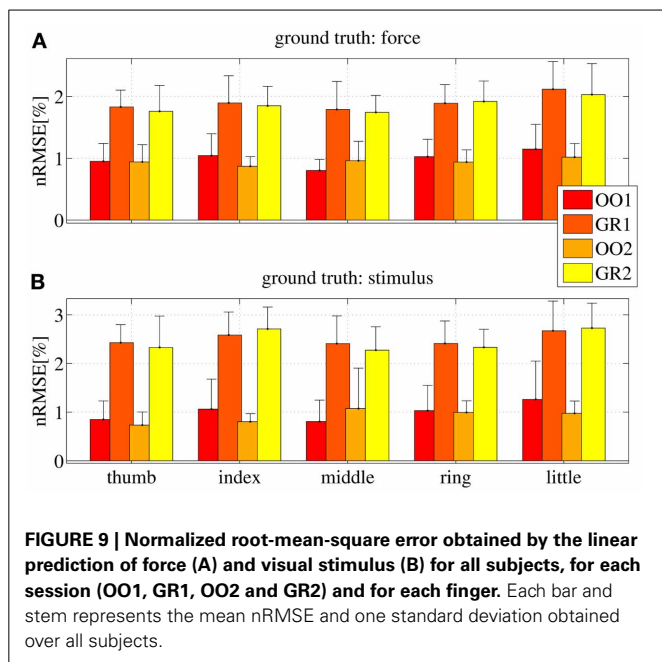 A
ground truth: force
nRMSE[%]
2
1
0
OO1
GR1
OO2
GR2
B
ground truth: stimulus
nRMSE[%]
3
2
1
0
thumb index middle ring little
FIGURE 9 | Normalized root-mean-square error obtained by the linear
prediction of force (A) and visual stimulus (B) for all subjects, for each
session (OO1, GR1, OO2 and GR2) and for each finger. Each bar and
stem represents the mean nRMSE and one standard deviation obtained
over all subjects.